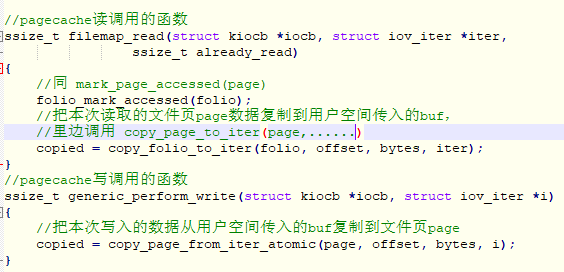 //pagecache读调用的函数
ssize_t filemap_read(struct kiocb *iocb, struct iov_iter *iter,
ssize_t already_read)
{
//同 mark_page_accessed(page)
folio_mark_accessed(folio);
//把本次读取的文件页page数据复制到用户空间传入的buf，
//里边调用 copy_page_to_iter(page,......)
copied = copy_folio_to_iter(folio, offset, bytes, iter);
}
//pagecache写调用的函数
ssize_t generic_perform_write(struct kiocb *iocb, struct iov_iter *i)
{
//把本次写入的数据从用户空间传入的buf复制到文件页page
copied = copy_page_from_iter_atomic(page, offset, bytes, i);
}